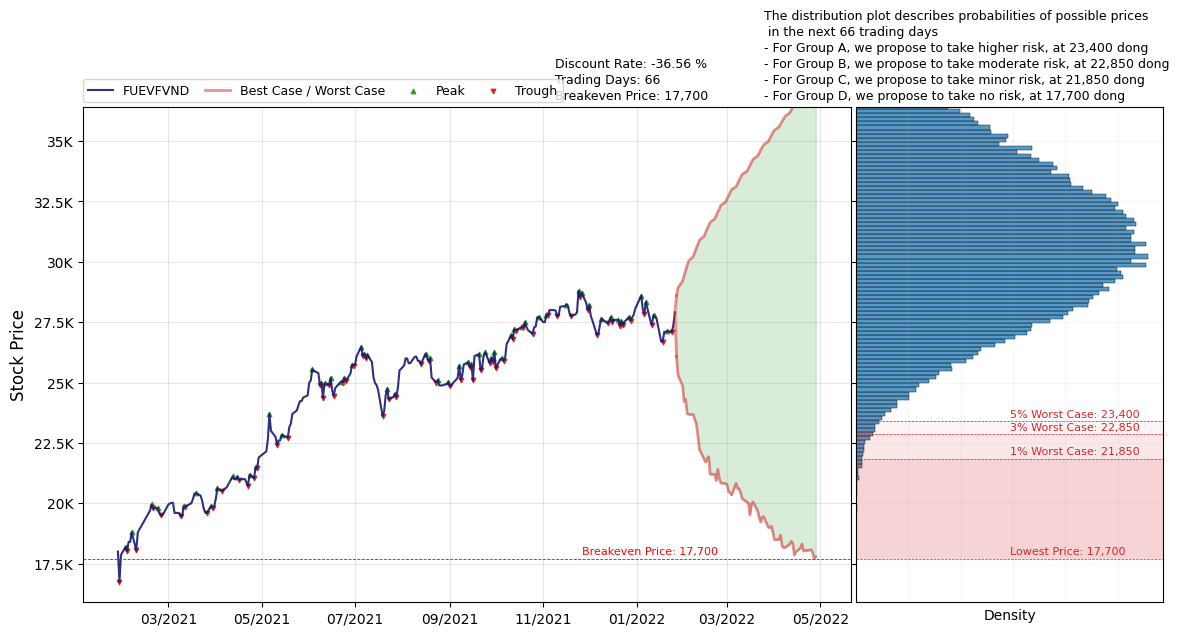 The distribution plot describes probabilities of possible prices
in the next 66 trading days
- For Group A, we propose to take higher risk, at 23,400 dong
- For Group B, we propose to take moderate risk, at 22,850 dong
- For Group C, we propose to take minor risk, at 21,850 dong
- For Group D, we propose to take no risk, at 17,700 dong
Discount Rate: -36.56 %
Trading Days: 66
Breakeven Price: 17,700
FUEVFVND
Best Case / Worst Case
Peak
Trough
Stock Price
35K
32.5K
30K
27.5K
25K
22.5K
20K
17.5K
5% Worst Case: 23,400
3% Worst Case: 22,850
1% Worst Case: 21,850
Breakeven Price: 17,700
Lowest Price: 17,700
03/2021
05/2021
07/2021
09/2021
11/2021
01/2022
03/2022
05/2022
Density